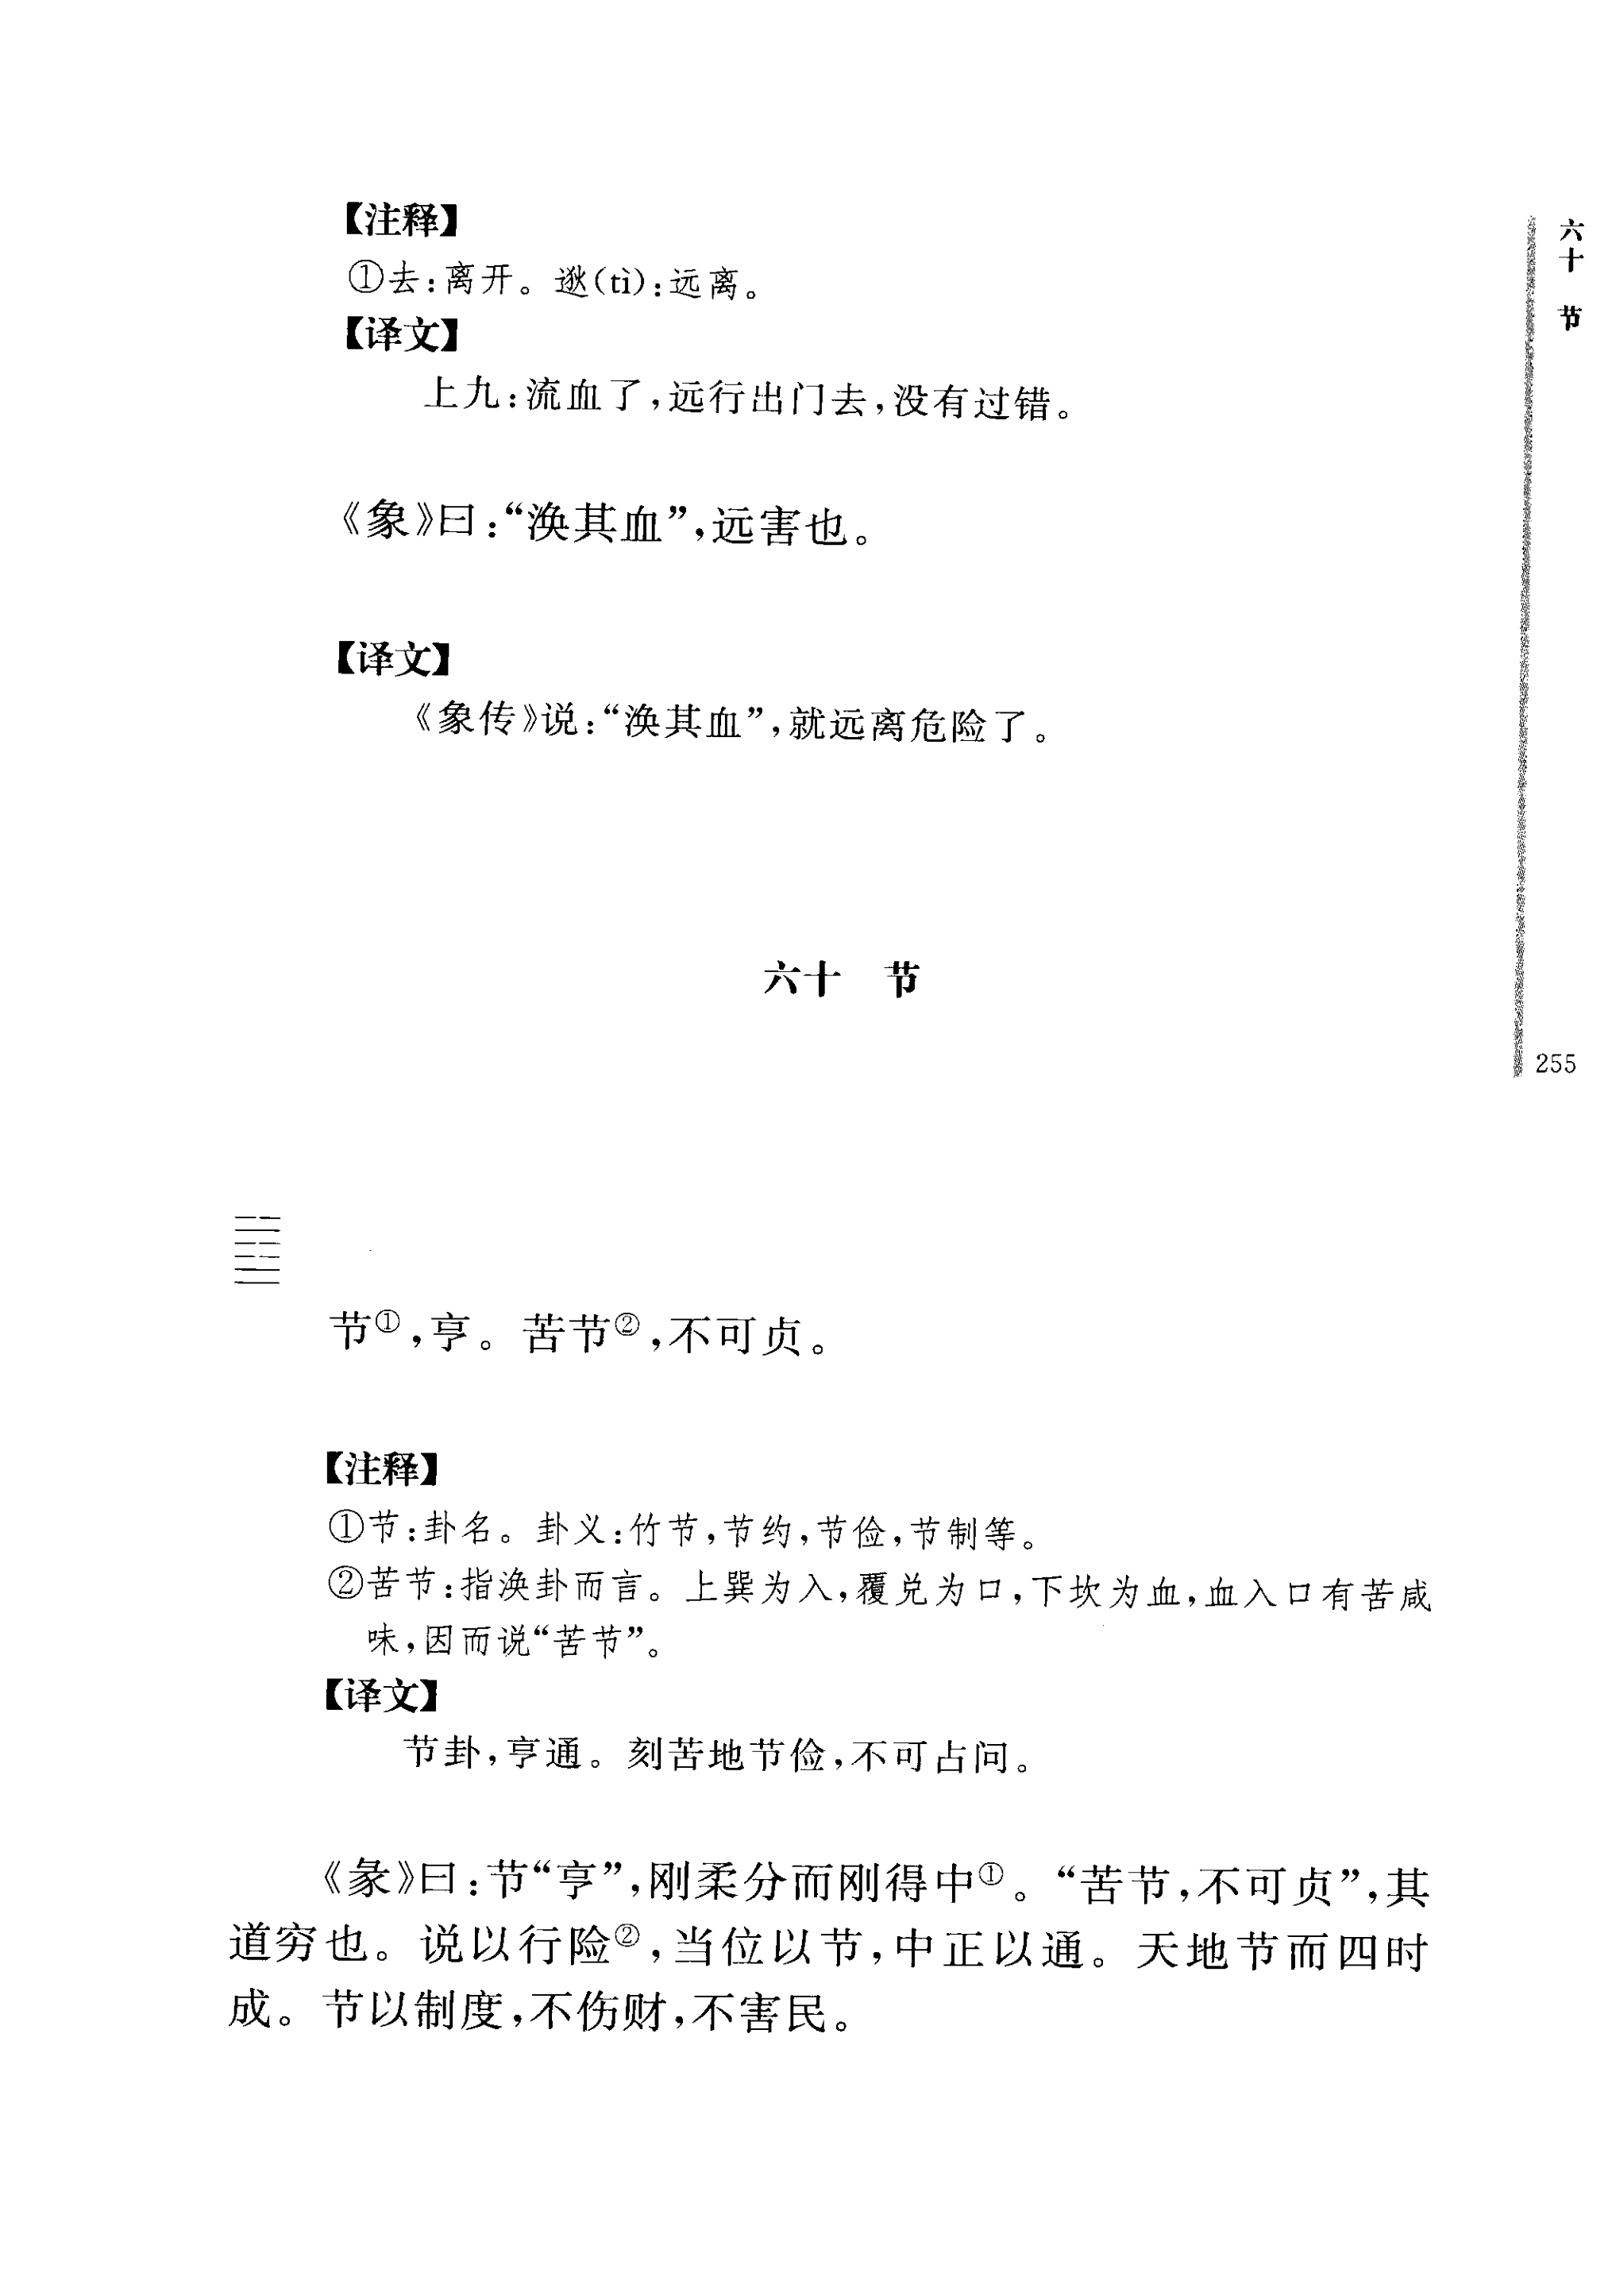 【注释】
①去:离开。逖(tì):远离。
【译文】
上九:流血了,远行出门去,没有过错。
《象》曰:“涣其血”,远害也。
【译文】
《象传》说:“涣其血”,就远离危险了。
六十 节
节①,亨。苦节②,不可贞。
【注释】
①节:卦名。卦义:竹节,节约,节俭,节制等。
②苦节:指涣卦而言。上巽为入,覆兑为口,下坎为血,血入口有苦咸
味,因而说“苦节”。
【译文】
节卦,亨通。刻苦地节俭,不可占问。
《彖》曰:节“亨”,刚柔分而刚得中①。“苦节,不可贞”,其
道穷也。说以行险②,当位以节,中正以通。天地节而四时
成。节以制度,不伤财,不害民。
六十 节
255